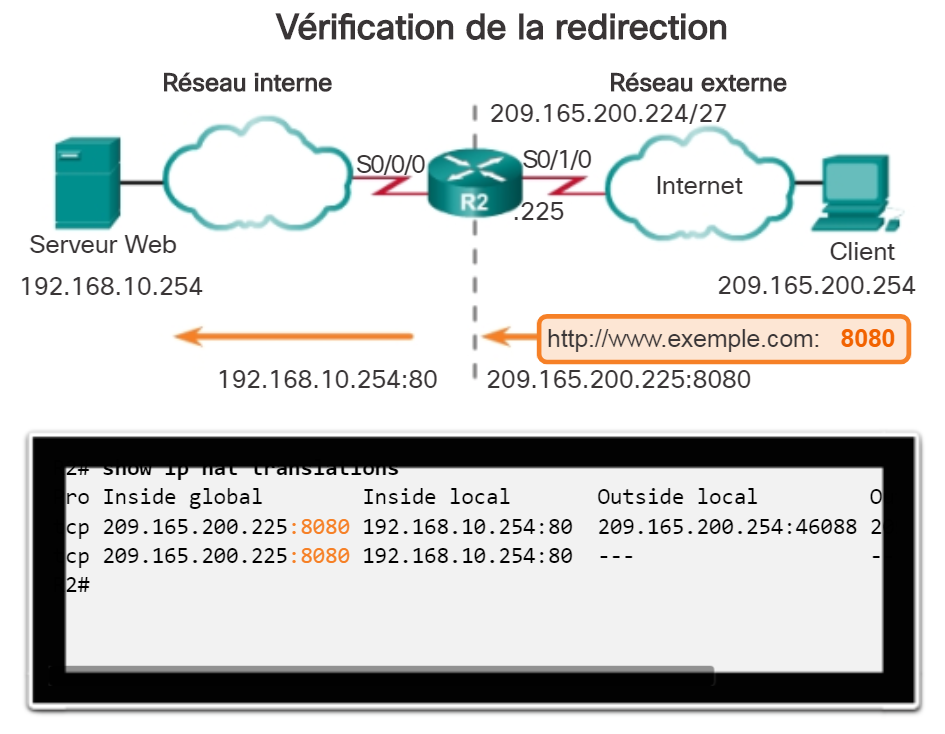 Vérification de la redirection
Réseau interne
Réseau externe
209.165.200.224/27
S0/0/0
S0/1/0
R2
.225
Internet
Serveur Web
192.168.10.254
Client
209.165.200.254
http://www.exemple.com: 8080
192.168.10.254:80
209.165.200.225:8080
2# show ip nat translations
ro Inside global Inside local Outside local O
cp 209.165.200.225:8080 192.168.10.254:80 209.165.200.254:46088 2
cp 209.165.200.225:8080 192.168.10.254:80 --- -
2#